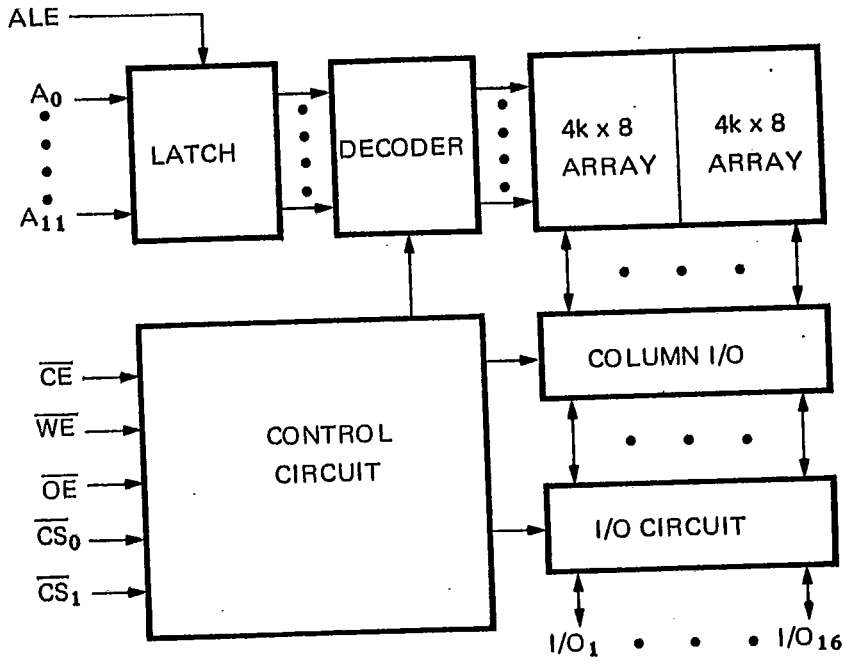 ALE
A0
A11
LATCH
DECODER
4k x 8
ARRAY
4k x 8
ARRAY
COLUMN I/O
CE
WE
OE
CS0
CS1
CONTROL
CIRCUIT
I/O CIRCUIT
I/O1
I/O16